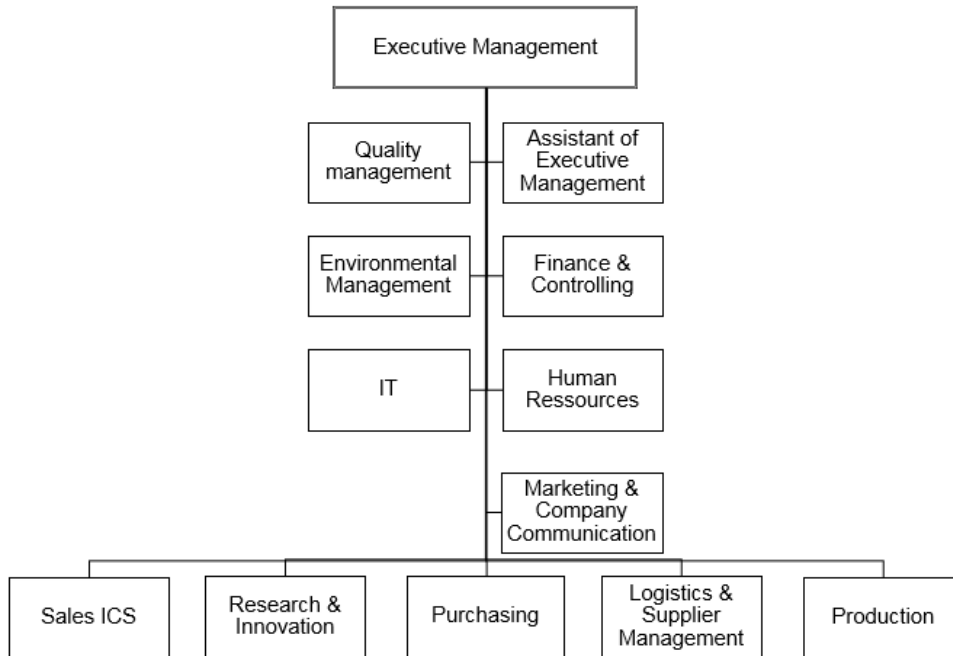 Executive Management
Quality
management
Assistant of
Executive
Management
Environmental
Management
Finance &
Controlling
IT
Human
Ressources
Marketing &
Company
Communication
Sales ICS
Research &
Innovation
Purchasing
Logistics &
Supplier
Management
Production